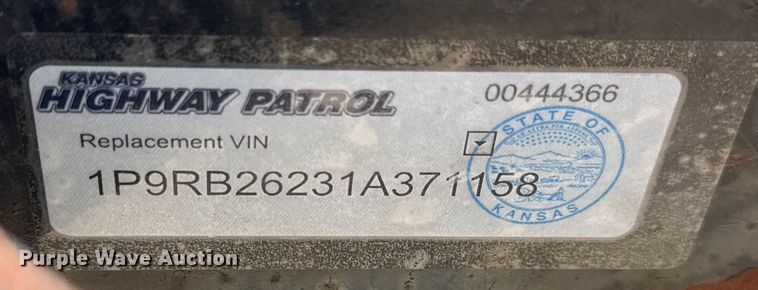 KANSAS
HIGHWAY PATROL
00444366
Replacement VIN
1P9RB26231A371158
STATE OF
KANSAS
Purple Wave Auction